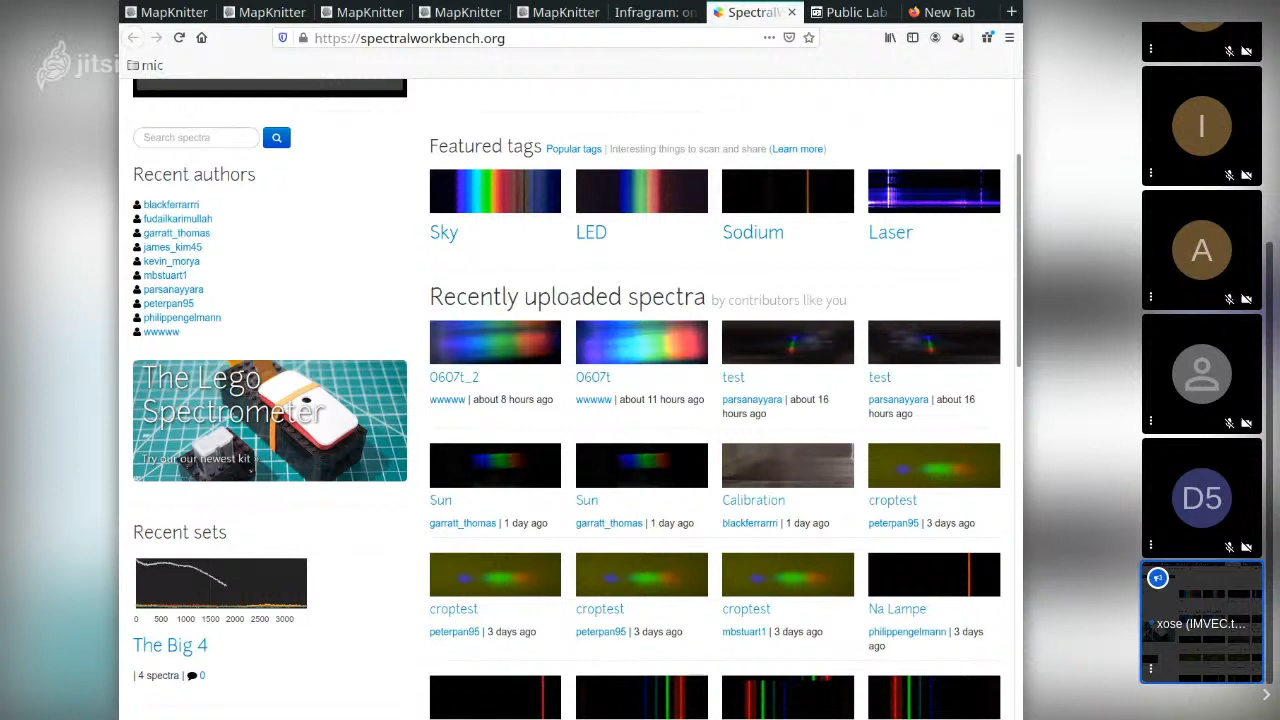 MapKnitter
MapKnitter
MapKnitter
MapKnitter
MapKnitter
Infragram: on
Spectral
Public Lab
New Tab
https://spectralworkbench.org
jitsi
mic
Search spectra
Recent authors
blackferrarrri
fudailkarimullah
garratt_thomas
james_kim45
kevin_morya
mbstuart1
parsanayyara
peterpan95
philippengelmann
wwwww
The Lego
Spectrometer
Try out our newest kit »
Recent sets
0 500 1000 1500 2000 2500 3000
The Big 4
| 4 spectra | 0
Featured tags Popular tags | Interesting things to scan and share (Learn more)
Sky
LED
Sodium
Laser
Recently uploaded spectra by contributors like you
0607t_2
wwwww | about 8 hours ago
0607t
wwwww | about 11 hours ago
test
parsanayyara | about 16
hours ago
test
parsanayyara | about 16
hours ago
Sun
garratt_thomas | 1 day ago
Sun
garratt_thomas | 1 day ago
Calibration
blackferrarrri | 1 day ago
croptest
peterpan95 | 3 days ago
croptest
peterpan95 | 3 days ago
croptest
peterpan95 | 3 days ago
croptest
mbstuart1 | 3 days ago
Na Lampe
philippengelmann | 3 days
ago
I
A
D5
xose (IMVEC.t...